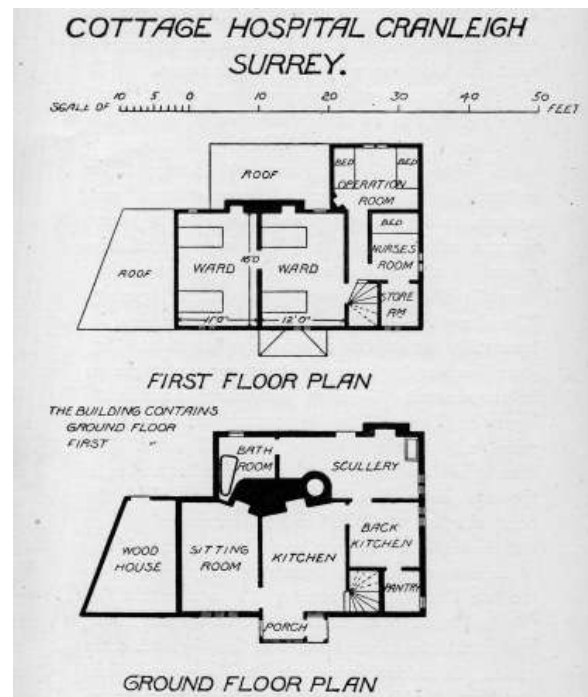 COTTAGE HOSPITAL CRANLEIGH
SURREY.
SCALE OF 10 5 0 10 20 30 40 50 FEET
ROOF
BED BED
OPERATION
ROOM
BED
NURSES
ROOM
ROOF
WARD
16'0
WARD
STORE
RM
11'0" 12'0"
FIRST FLOOR PLAN
THE BUILDING CONTAINS
GROUND FLOOR
FIRST "
BATH
ROOM
SCULLERY
WOOD
HOUSE
SITTING
ROOM
KITCHEN
BACK
KITCHEN
PANTRY
PORCH
GROUND FLOOR PLAN